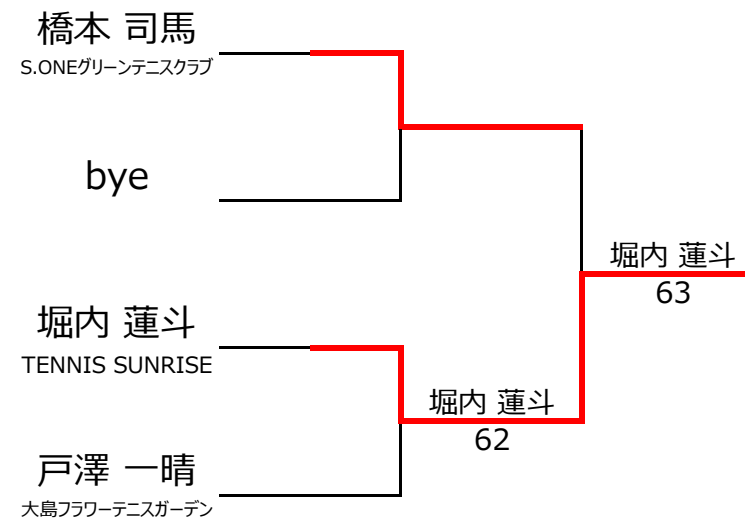 橋本 司馬
S.ONEグリーンテニスクラブ
bye
堀内 蓮斗
63
堀内 蓮斗
TENNIS SUNRISE
堀内 蓮斗
62
戸澤 一晴
大島フラワーテニスガーデン